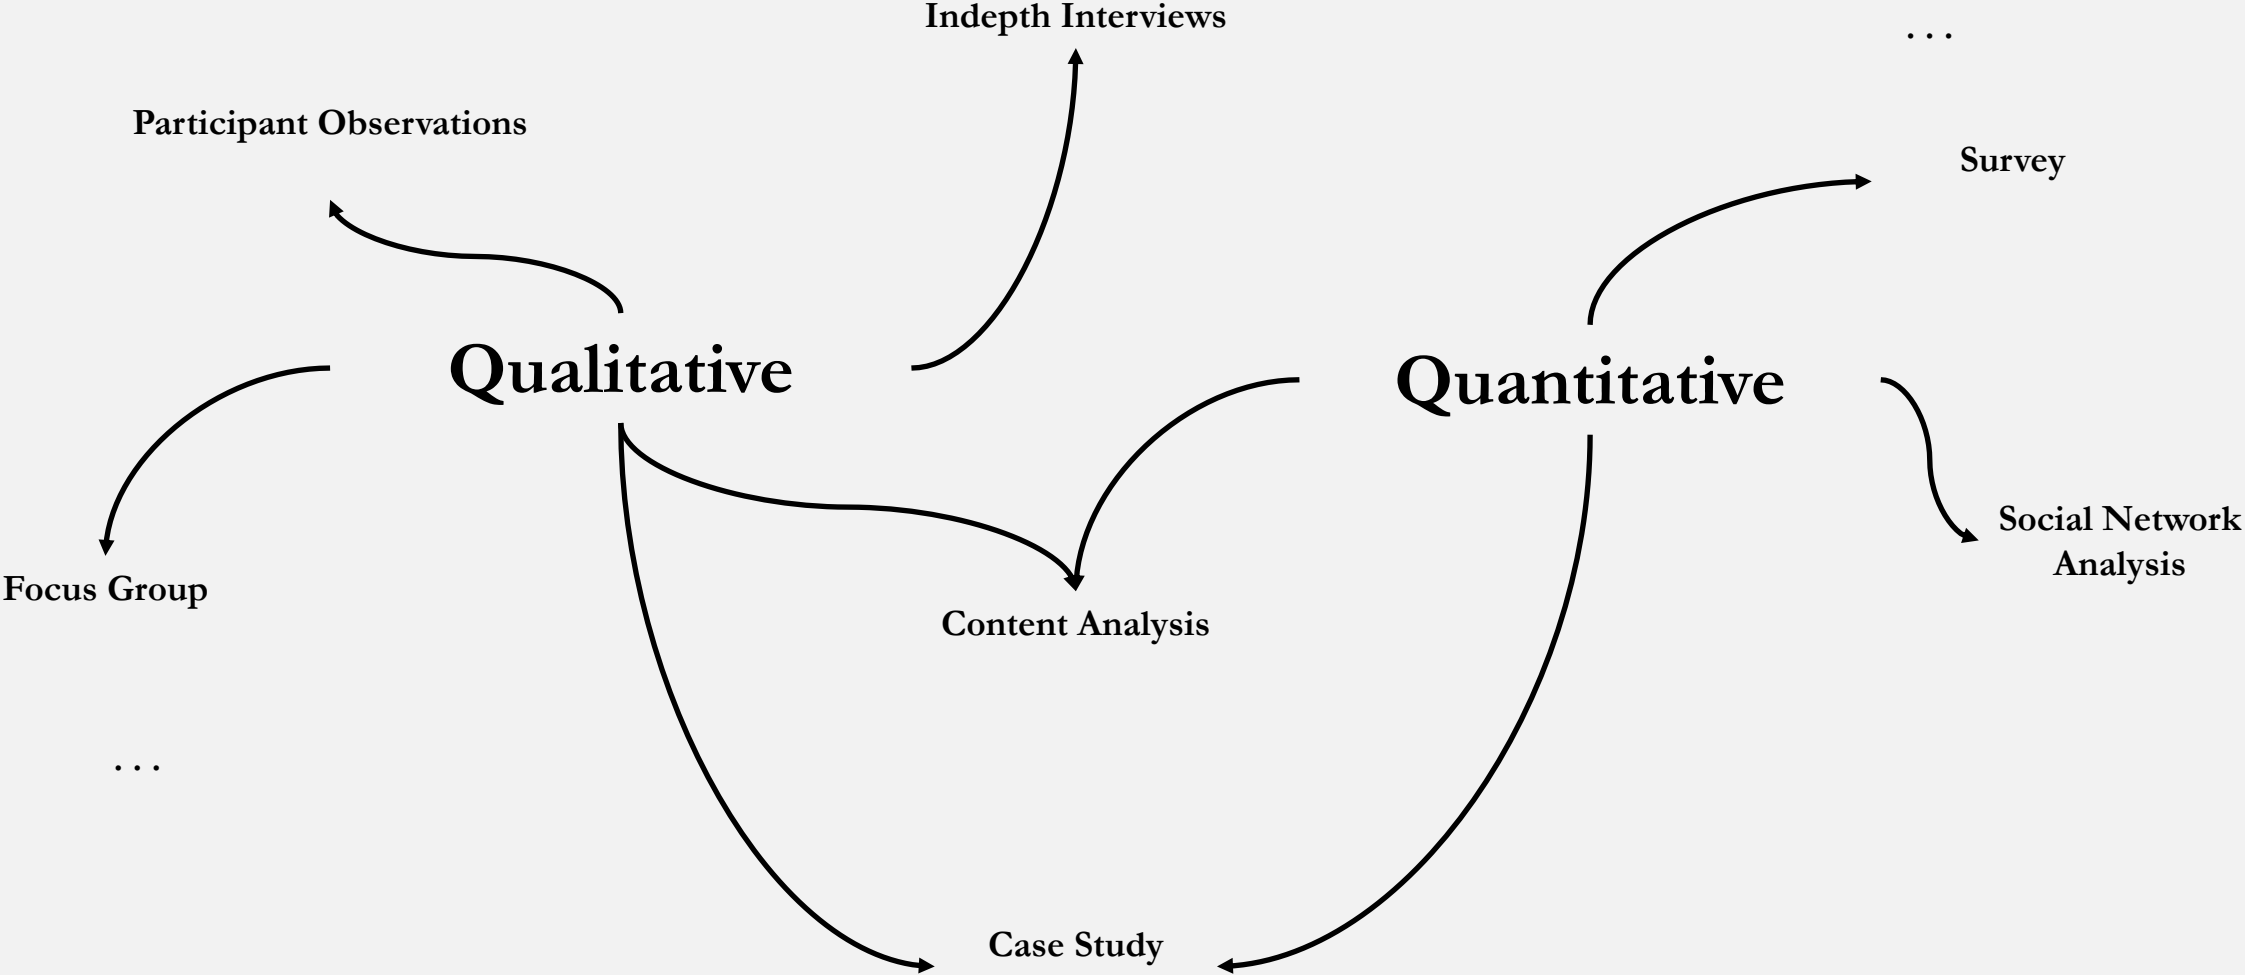 Indepth Interviews
. . .
Participant Observations
Survey
Qualitative
Quantitative
Social Network
Analysis
Focus Group
Content Analysis
. . .
Case Study